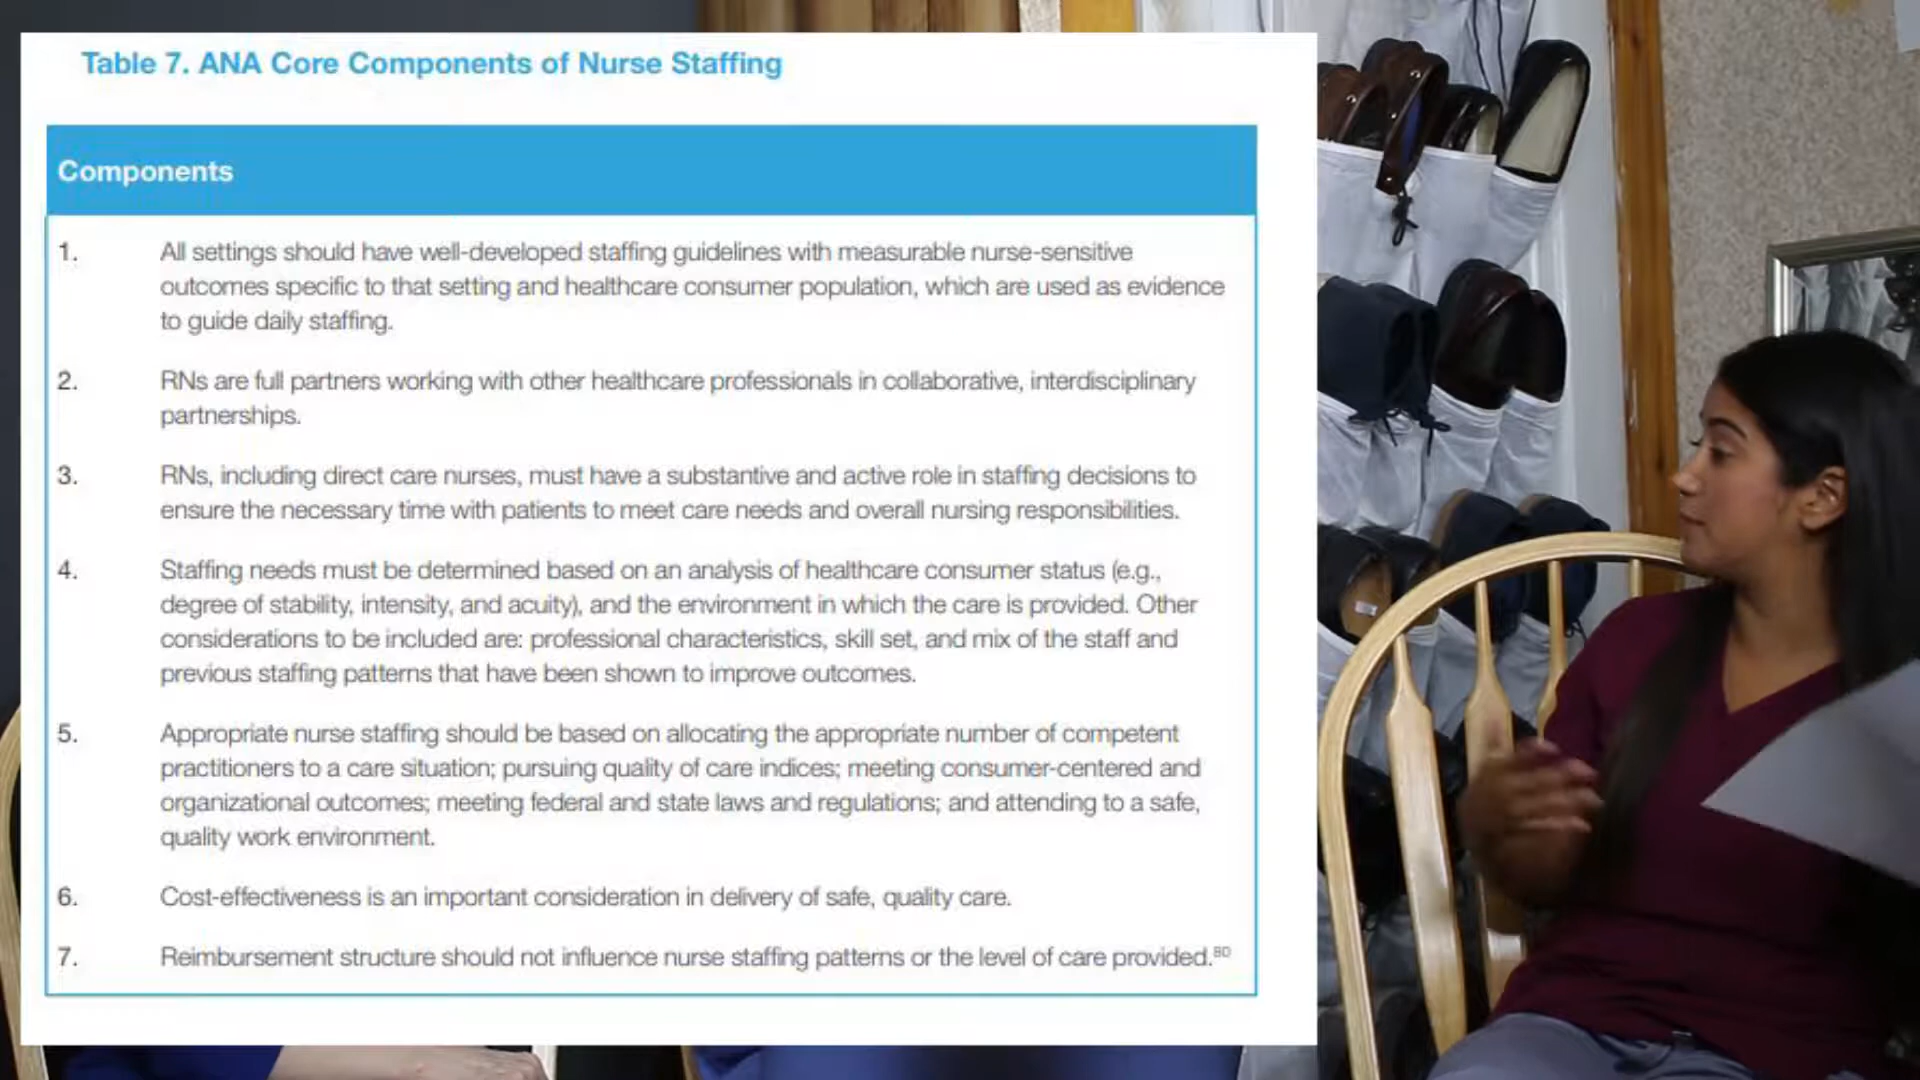 Table 7. ANA Core Components of Nurse Staffing
Components
1. All settings should have well-developed staffing guidelines with measurable nurse-sensitive
outcomes specific to that setting and healthcare consumer population, which are used as evidence
to guide daily staffing.
2. RNs are full partners working with other healthcare professionals in collaborative, interdisciplinary
partnerships.
3. RNs, including direct care nurses, must have a substantive and active role in staffing decisions to
ensure the necessary time with patients to meet care needs and overall nursing responsibilities.
4. Staffing needs must be determined based on an analysis of healthcare consumer status (e.g.,
degree of stability, intensity, and acuity), and the environment in which the care is provided. Other
considerations to be included are: professional characteristics, skill set, and mix of the staff and
previous staffing patterns that have been shown to improve outcomes.
5. Appropriate nurse staffing should be based on allocating the appropriate number of competent
practitioners to a care situation; pursuing quality of care indices; meeting consumer-centered and
organizational outcomes; meeting federal and state laws and regulations; and attending to a safe,
quality work environment.
6. Cost-effectiveness is an important consideration in delivery of safe, quality care.
7. Reimbursement structure should not influence nurse staffing patterns or the level of care provided.80